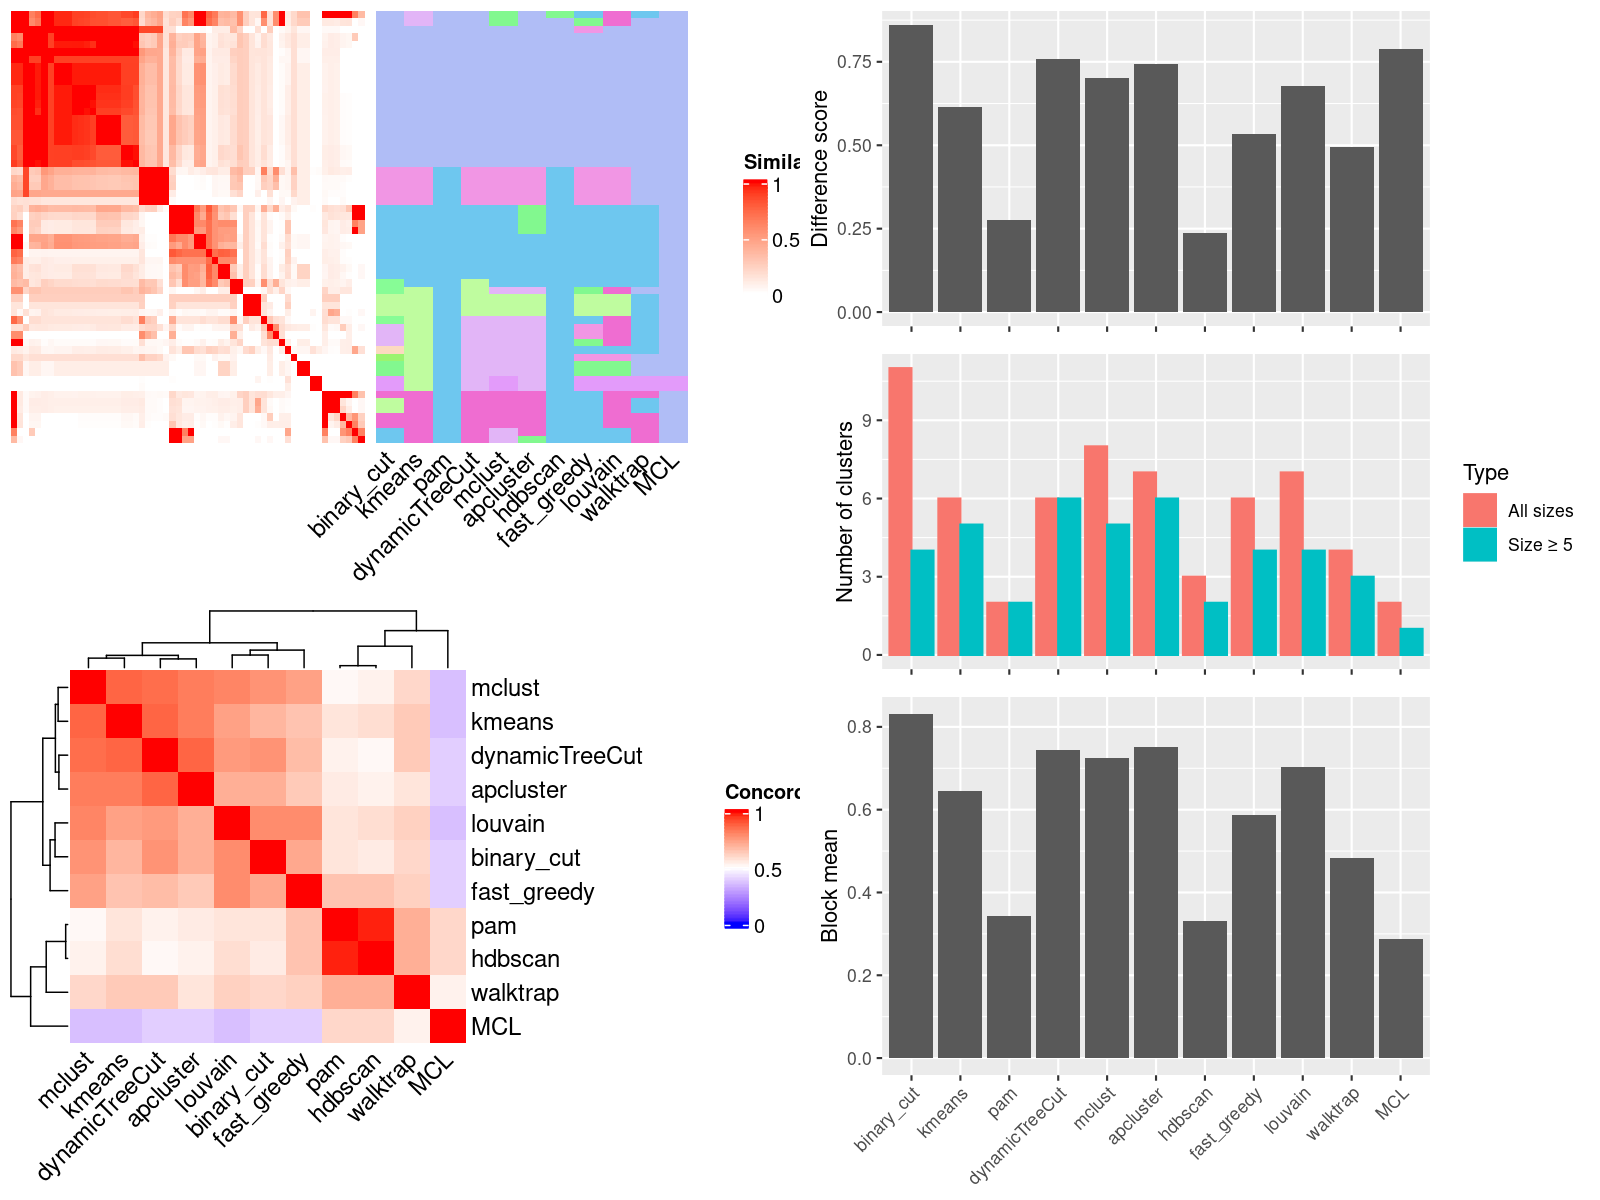 Simila
1
0.5
0
binary_cut
kmeans
pam
dynamicTreeCut
mclust
apcluster
hdbscan
fast_greedy
louvain
walktrap
MCL
mclust
kmeans
dynamicTreeCut
apcluster
louvain
binary_cut
fast_greedy
pam
hdbscan
walktrap
MCL
Concord
1
0.5
0
mclust
kmeans
dynamicTreeCut
apcluster
louvain
binary_cut
fast_greedy
pam
hdbscan
walktrap
MCL
Difference score
0.75
0.50
0.25
0.00
Number of clusters
9
6
3
0
Type
All sizes
Size ≥ 5
Block mean
0.8
0.6
0.4
0.2
0.0
binary_cut
kmeans
pam
dynamicTreeCut
mclust
apcluster
hdbscan
fast_greedy
louvain
walktrap
MCL